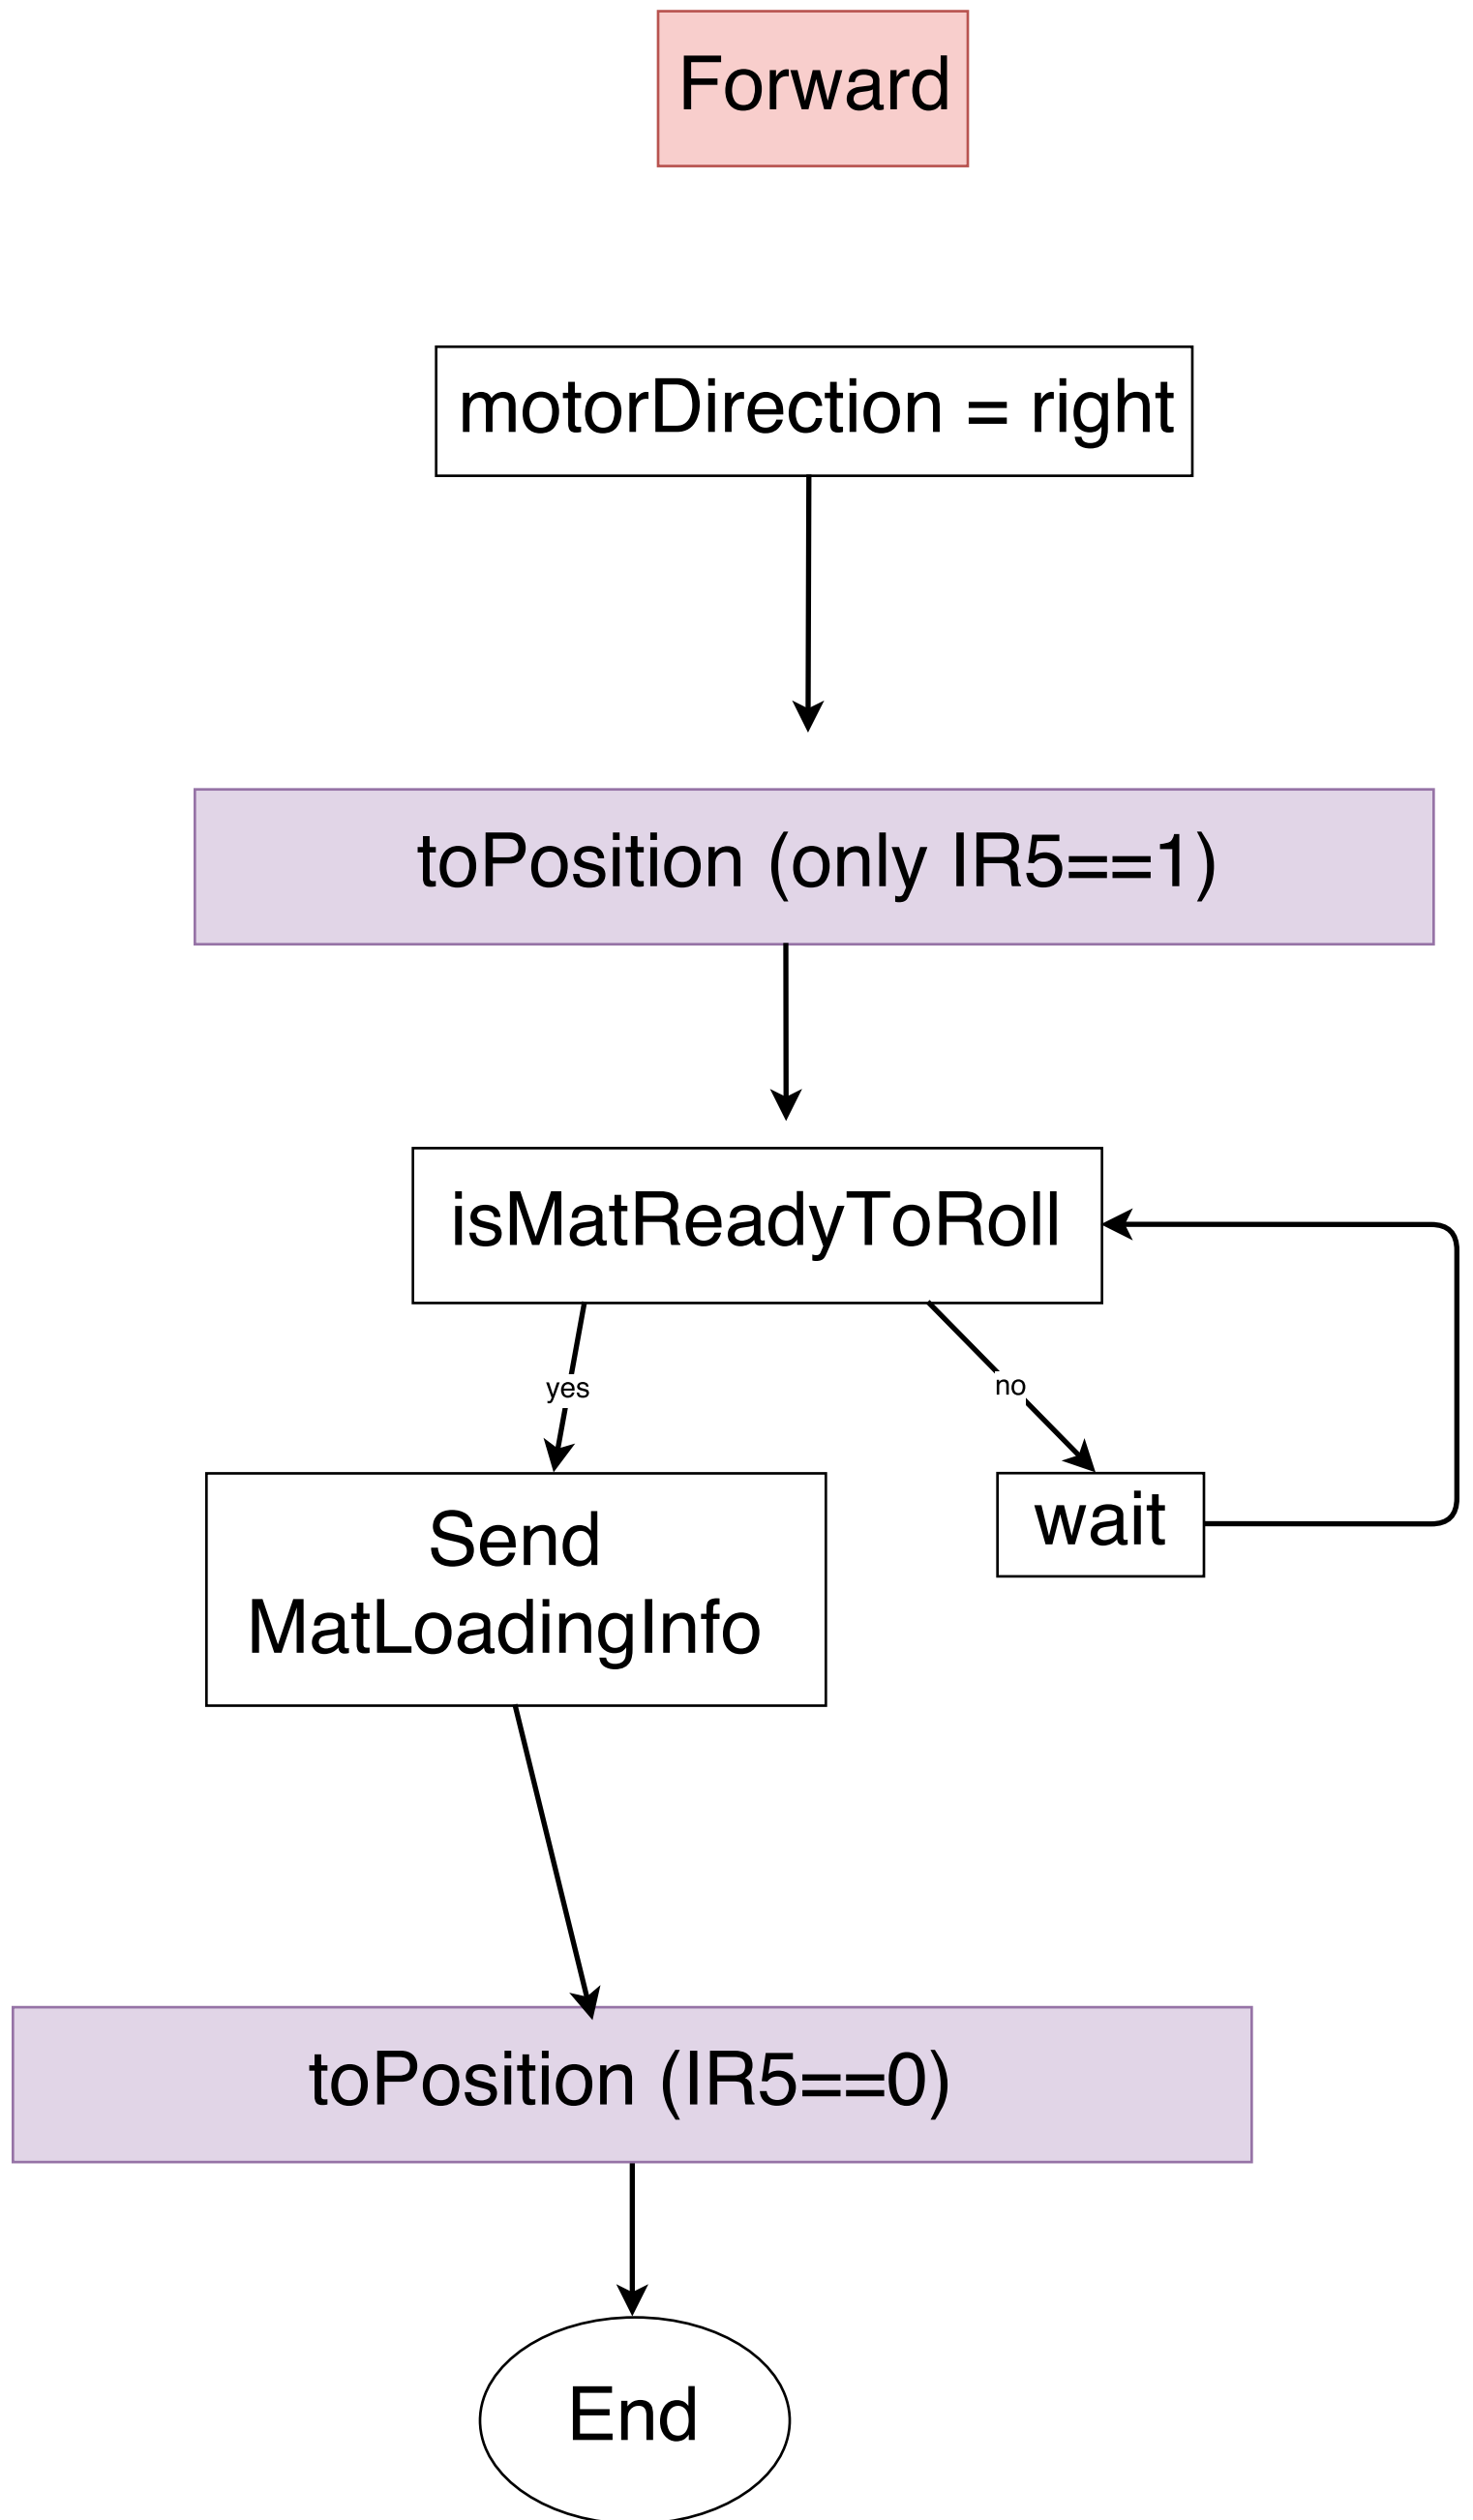 Forward
motorDirection = right
toPosition (only IR5==1)
isMatReadyToRoll
yes
no
Send
MatLoadingInfo
wait
toPosition (IR5==0)
End